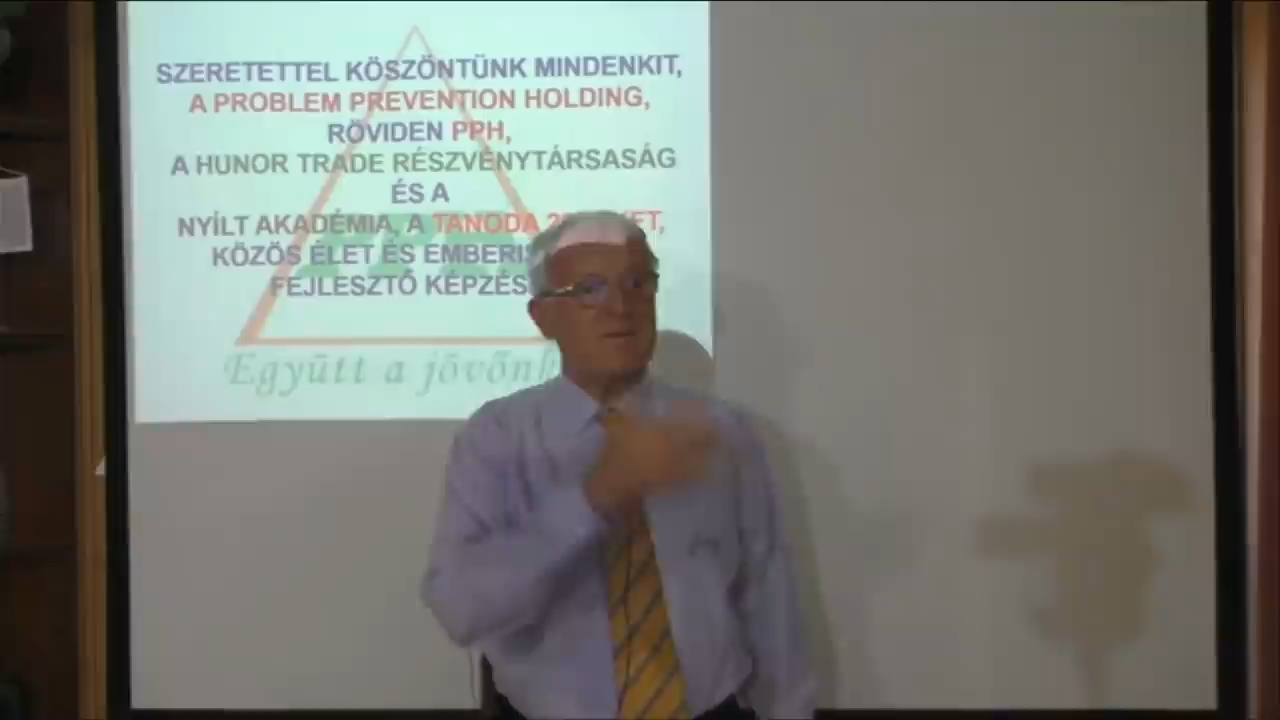 SZERETETTEL KÖSZÖNTÜNK MINDENKIT,
A PROBLEM PREVENTION HOLDING,
RÖVIDEN PPH,
A HUNOR TRADE RÉSZVÉNYTÁRSASÁG
ÉS A
NYÍLT AKADÉMIA, A TANODA
KÖZÖS ÉLET ÉS
FEJLESZTŐ
Együtt a